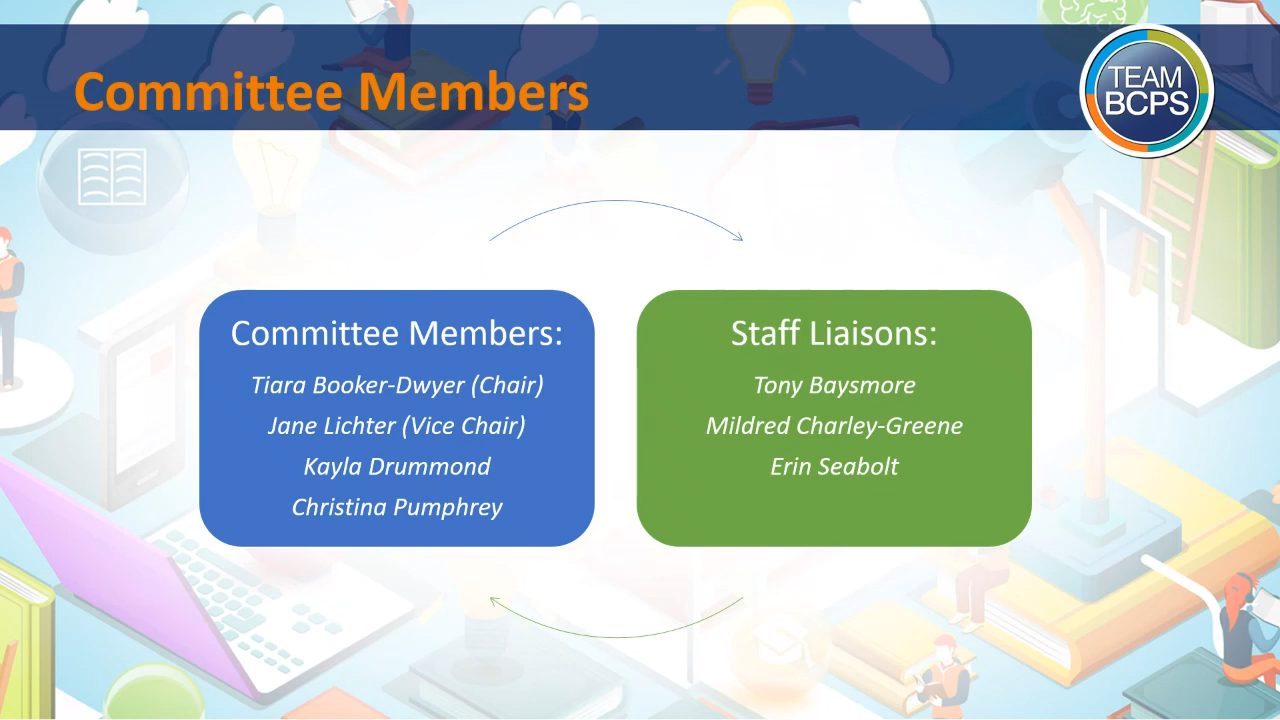 Committee Members
TEAM
BCPS
Committee Members:
Tiara Booker-Dwyer (Chair)
Jane Lichter (Vice Chair)
Kayla Drummond
Christina Pumphrey
Staff Liaisons:
Tony Baysmore
Mildred Charley-Greene
Erin Seabolt